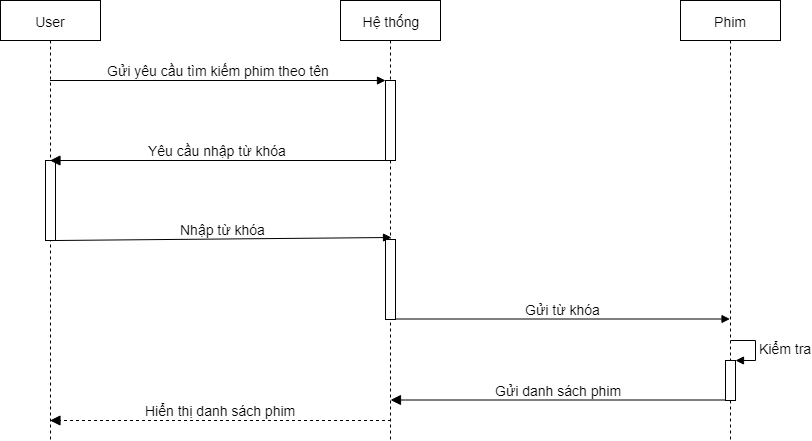 User
Hệ thống
Phim
Gửi yêu cầu tìm kiếm phim theo tên
Yêu cầu nhập từ khóa
Nhập từ khóa
Gửi từ khóa
Kiểm tra
Gửi danh sách phim
Hiển thị danh sách phim